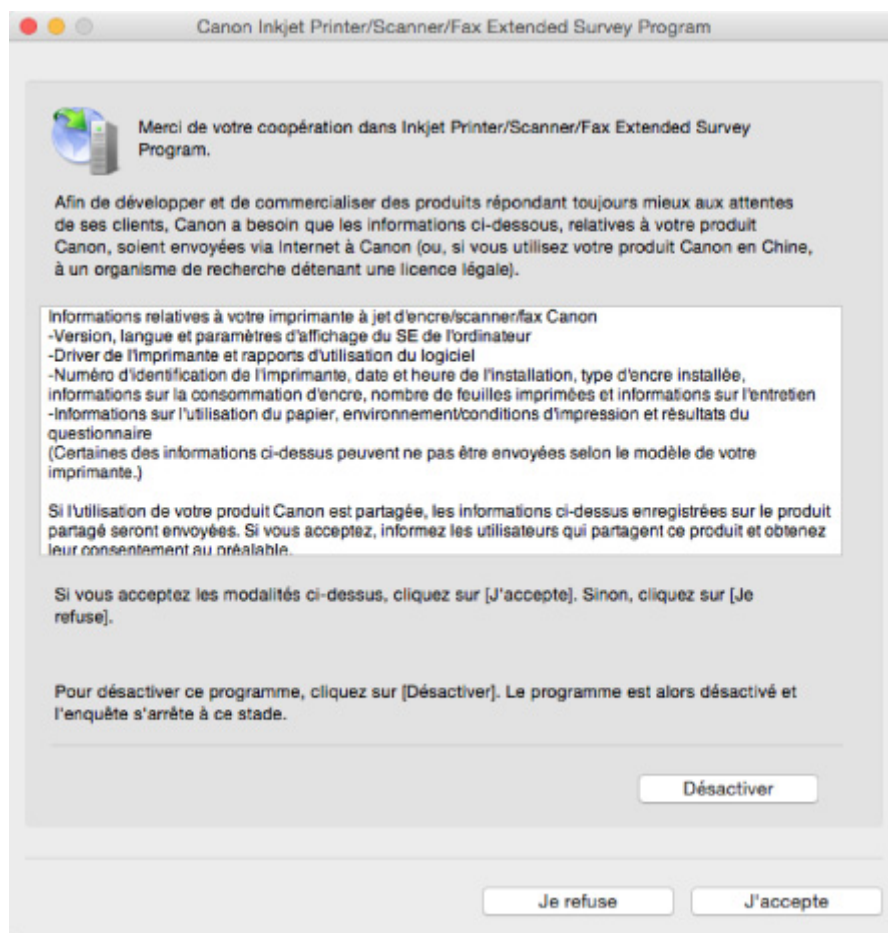 Canon Inkjet Printer/Scanner/Fax Extended Survey Program
Merci de votre coopération dans Inkjet Printer/Scanner/Fax Extended Survey
Program.
Afin de développer et de commercialiser des produits répondant toujours mieux aux attentes
de ses clients, Canon a besoin que les informations ci-dessous, relatives à votre produit
Canon, soient envoyées via Internet à Canon (ou, si vous utilisez votre produit Canon en Chine,
à un organisme de recherche détenant une licence légale).
Informations relatives à votre imprimante à jet d'encre/scanner/fax Canon
-Version, langue et paramètres d'affichage du SE de l'ordinateur
-Driver de l'imprimante et rapports d'utilisation du logiciel
-Numéro d'identification de l'imprimante, date et heure de l'installation, type d'encre installée,
informations sur la consommation d'encre, nombre de feuilles imprimées et informations sur l'entretien
-Informations sur l'utilisation du papier, environnement/conditions d'impression et résultats du
questionnaire
(Certaines des informations ci-dessus peuvent ne pas être envoyées selon le modèle de votre
imprimante.)
Si l'utilisation de votre produit Canon est partagée, les informations ci-dessus enregistrées sur le produit
partagé seront envoyées. Si vous acceptez, informez les utilisateurs qui partagent ce produit et obtenez
leur consentement au préalable.
Si vous acceptez les modalités ci-dessus, cliquez sur [J'accepte]. Sinon, cliquez sur [Je
refuse].
Pour désactiver ce programme, cliquez sur [Désactiver]. Le programme est alors désactivé et
l'enquête s'arrête à ce stade.
Désactiver
Je refuse
J'accepte